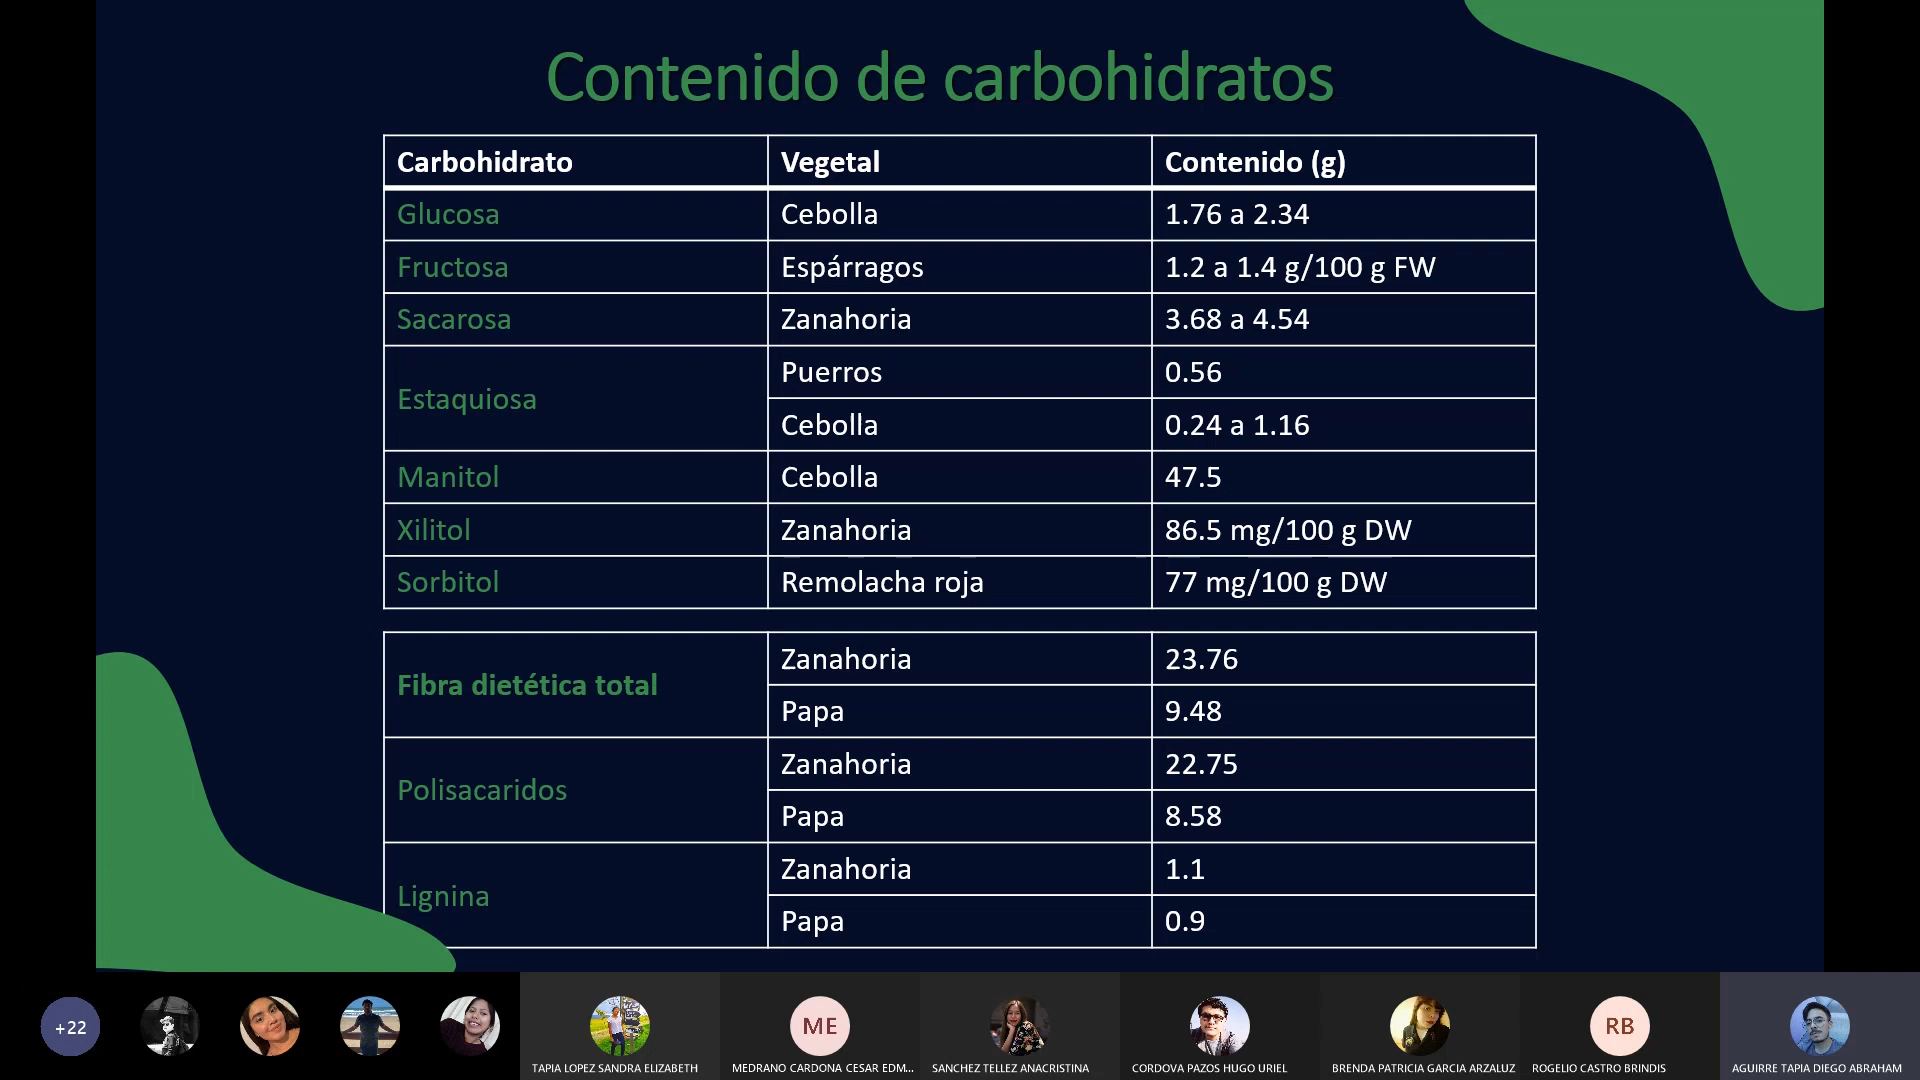 Contenido de carbohidratos
Carbohidrato Vegetal Contenido (g)
Glucosa Cebolla 1.76 a 2.34
Fructosa Espárragos 1.2 a 1.4 g/100 g FW
Sacarosa Zanahoria 3.68 a 4.54
Estaquiosa Puerros 0.56
Cebolla 0.24 a 1.16
Manitol Cebolla 47.5
Xilitol Zanahoria 86.5 mg/100 g DW
Sorbitol Remolacha roja 77 mg/100 g DW
Fibra dietética total Zanahoria 23.76
Papa 9.48
Polisacaridos Zanahoria 22.75
Papa 8.58
Lignina Zanahoria 1.1
Papa 0.9
+22 ME RB
TAPIA LOPEZ SANDRA ELIZABETH MEDRANO CARDONA CESAR EDM... SANCHEZ TELLEZ ANACRISTINA CORDOVA PAZOS HUGO URIEL BRENDA PATRICIA GARCIA ARZALUZ ROGELIO CASTRO BRINDIS AGUIRRE TAPIA DIEGO ABRAHAM